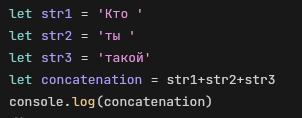 let str1 = 'Кто '
let str2 = 'ты '
let str3 = 'такой'
let concatenation = str1+str2+str3
console.log(concatenation)